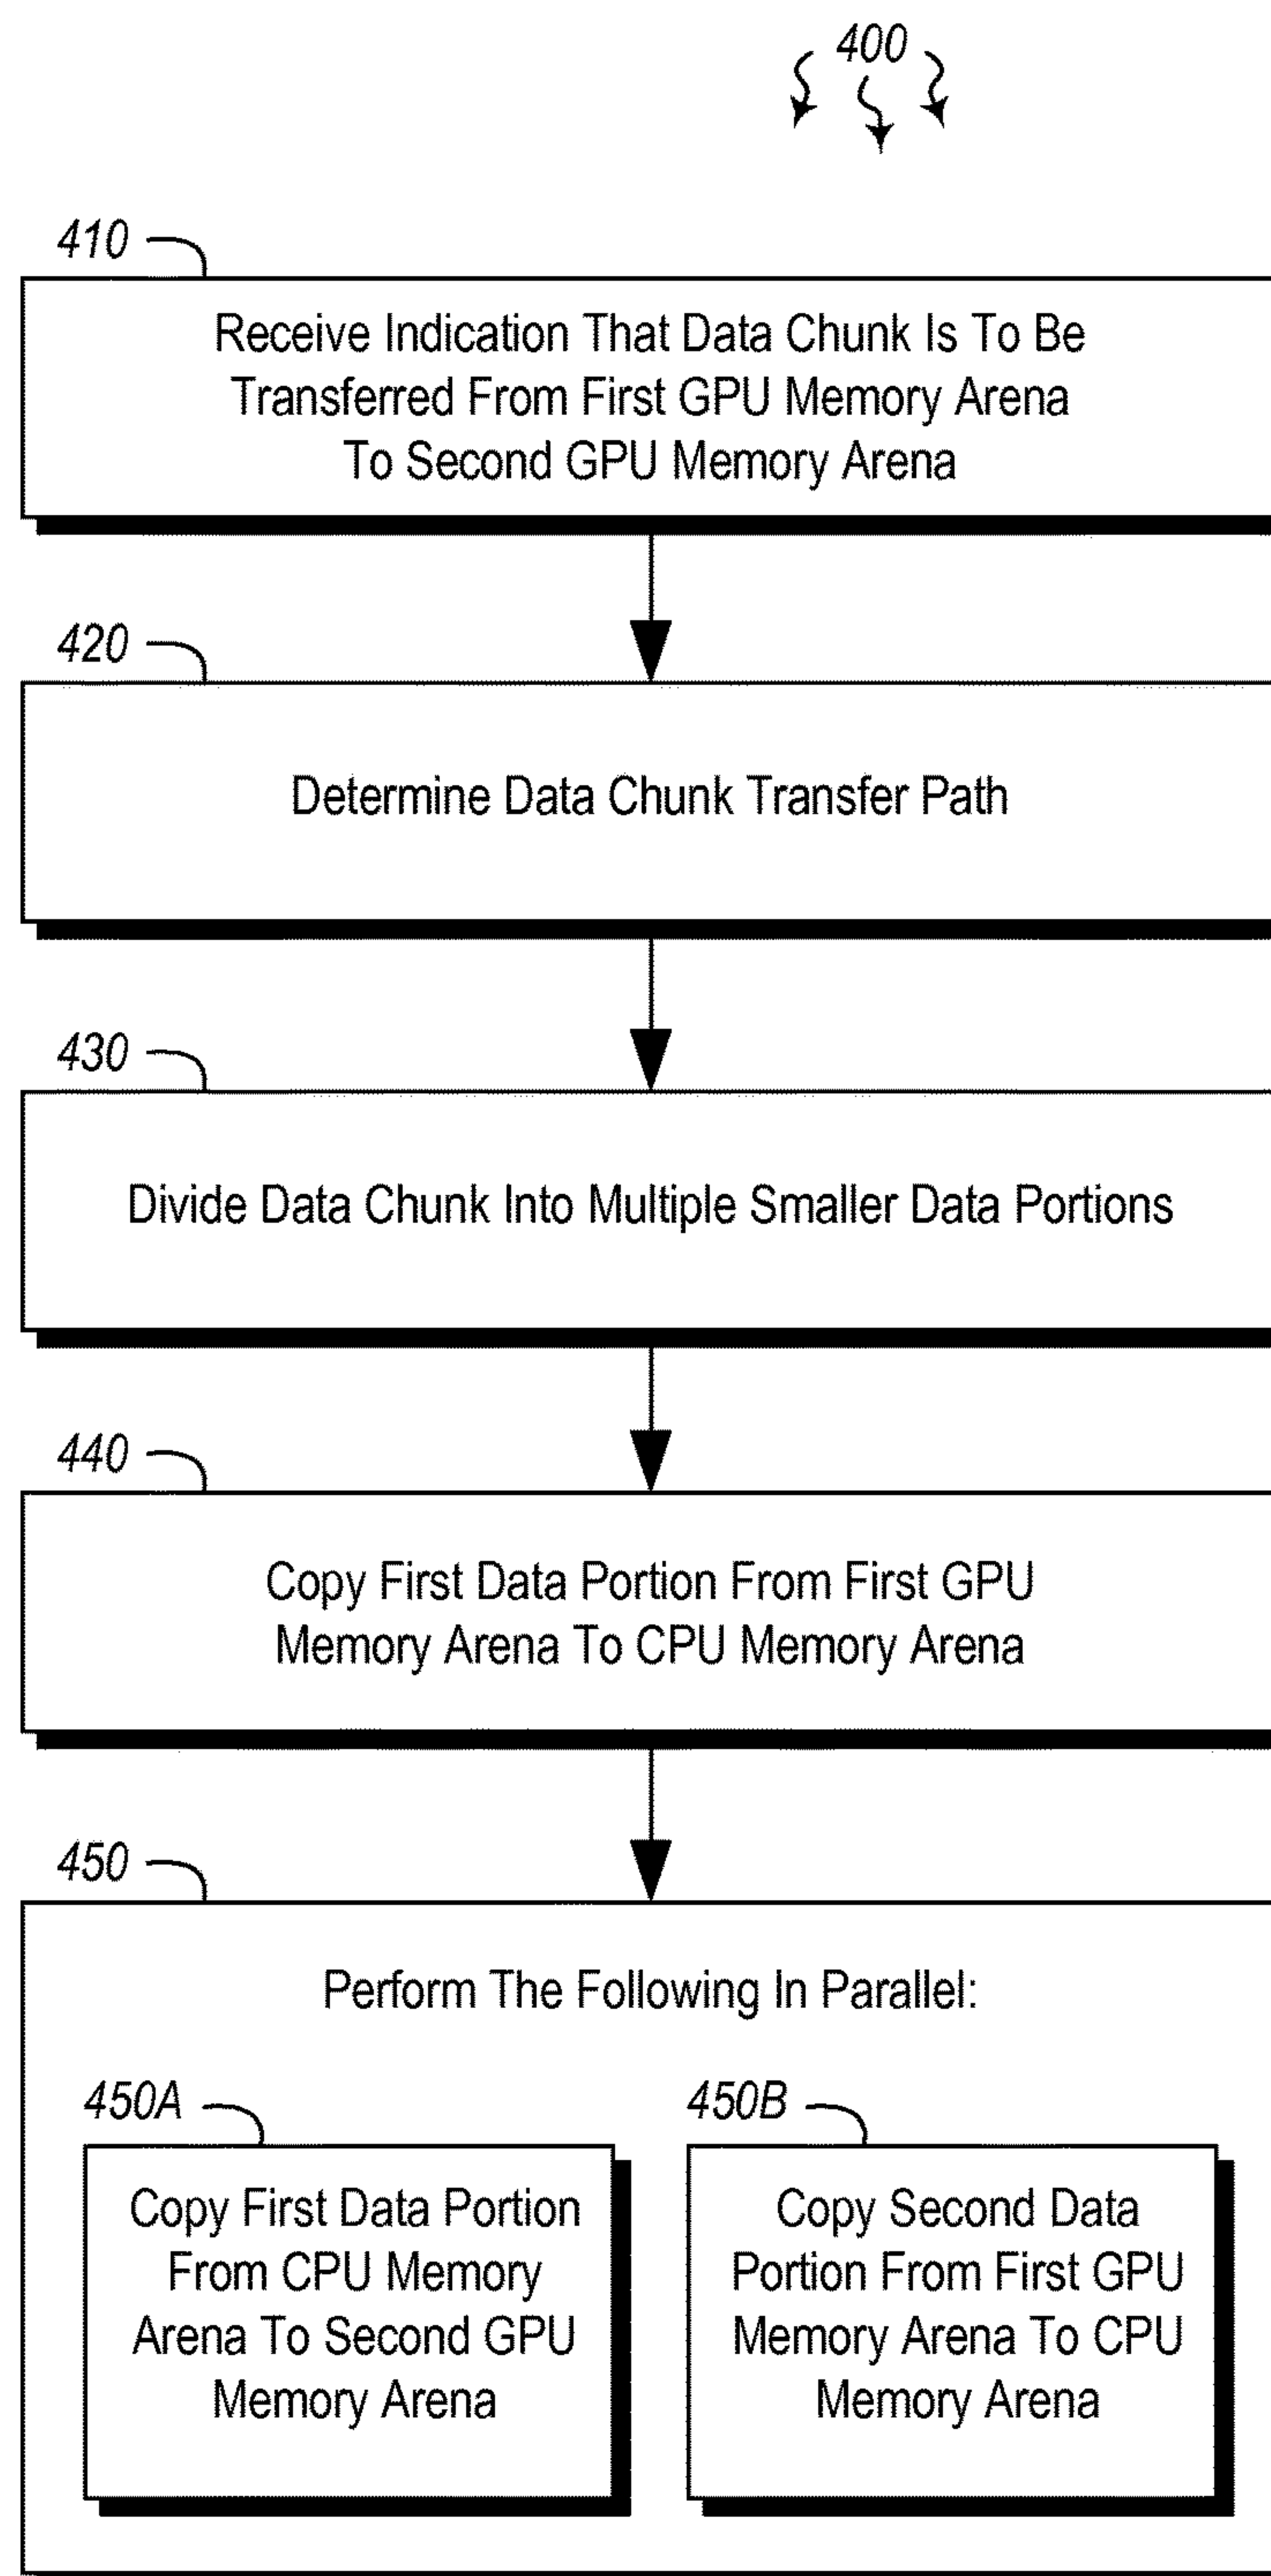 400
410
Receive Indication That Data Chunk Is To Be
Transferred From First GPU Memory Arena
To Second GPU Memory Arena
420
Determine Data Chunk Transfer Path
430
Divide Data Chunk Into Multiple Smaller Data Portions
440
Copy First Data Portion From First GPU
Memory Arena To CPU Memory Arena
450
Perform The Following In Parallel:
450A
Copy First Data Portion
From CPU Memory
Arena To Second GPU
Memory Arena
450B
Copy Second Data
Portion From First GPU
Memory Arena To CPU
Memory Arena